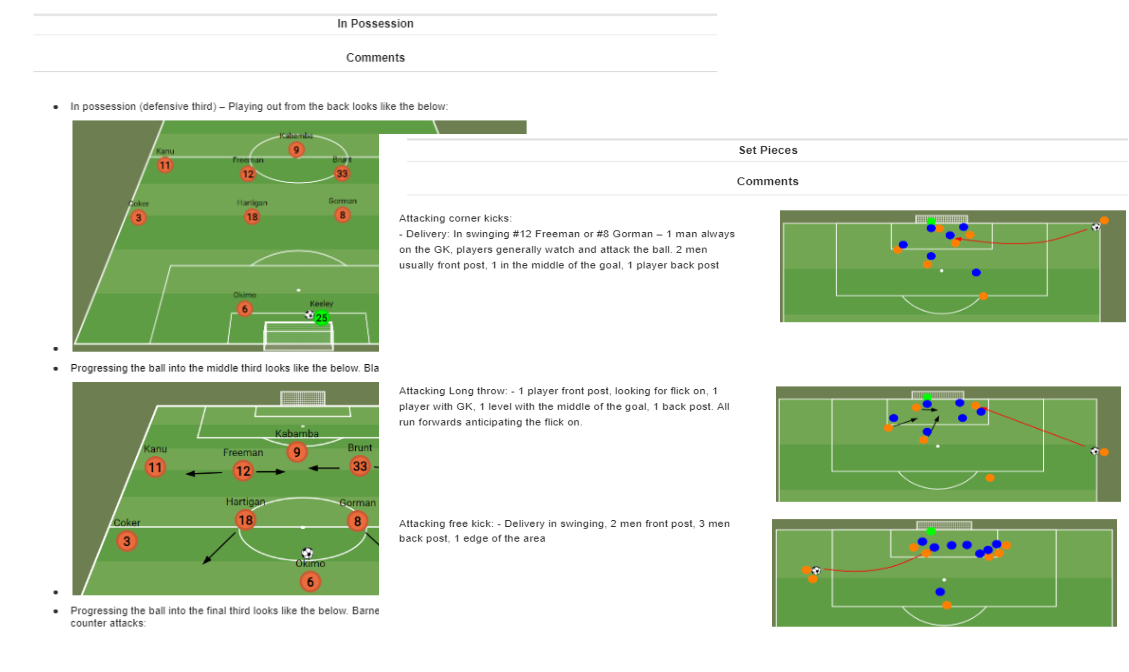 In Possession
Comments
In possession (defensive third) – Playing out from the back looks like the below:
Kabamba
9
Kanu
11
Freeman
12
Brunt
33
Coker
3
Hartigan
18
Gorman
8
Okimo
6
Keeley
25
Progressing the ball into the middle third looks like the below. Bla
Kabamba
9
Kanu
11
Freeman
12
Brunt
33
Hartigan
18
Gorman
8
Coker
3
Okimo
6
Progressing the ball into the final third looks like the below. Barne
counter attacks:
Set Pieces
Comments
Attacking corner kicks:
- Delivery: In swinging #12 Freeman or #8 Gorman – 1 man always
on the GK, players generally watch and attack the ball. 2 men
usually front post, 1 in the middle of the goal, 1 player back post
Attacking Long throw: - 1 player front post, looking for flick on, 1
player with GK, 1 level with the middle of the goal, 1 back post. All
run forwards anticipating the flick on.
Attacking free kick: - Delivery in swinging, 2 men front post, 3 men
back post, 1 edge of the area